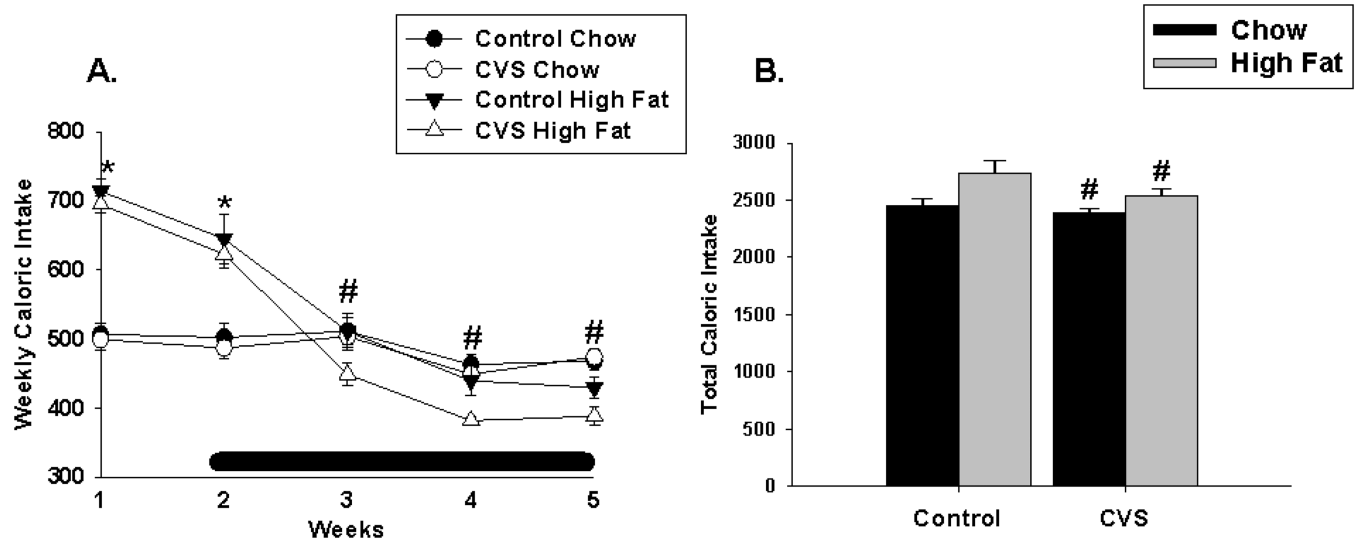 A.
Control Chow
CVS Chow
Control High Fat
CVS High Fat
Weekly Caloric Intake
800
700
600
500
400
300
*
*
#
#
#
1 2 3 4 5
Weeks
B.
Chow
High Fat
Total Caloric Intake
3000
2500
2000
1500
1000
500
0
#
#
Control CVS